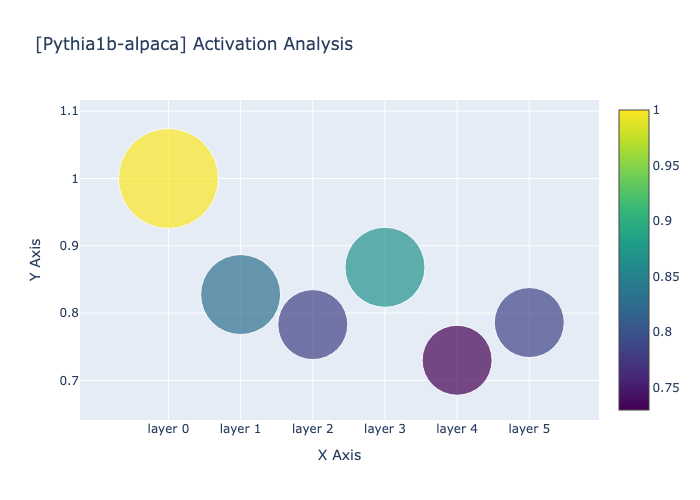 [Pythia1b-alpaca] Activation Analysis
1.1
1
0.9
0.8
0.7
Y Axis
layer 0
layer 1
layer 2
layer 3
layer 4
layer 5
X Axis
1
0.95
0.9
0.85
0.8
0.75